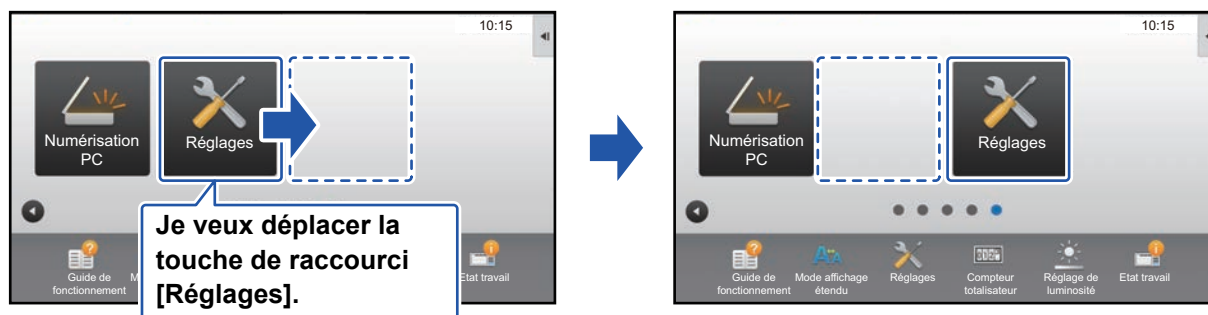 10:15
Numérisation
PC
Réglages
Je veux déplacer la
touche de raccourci
[Réglages].
Guide de
fonctionnement
M
Etat travail
10:15
Numérisation
PC
Réglages
Guide de
fonctionnement
Mode affichage
étendu
Réglages
Compteur
totalisateur
Réglage de
luminosité
Etat travail